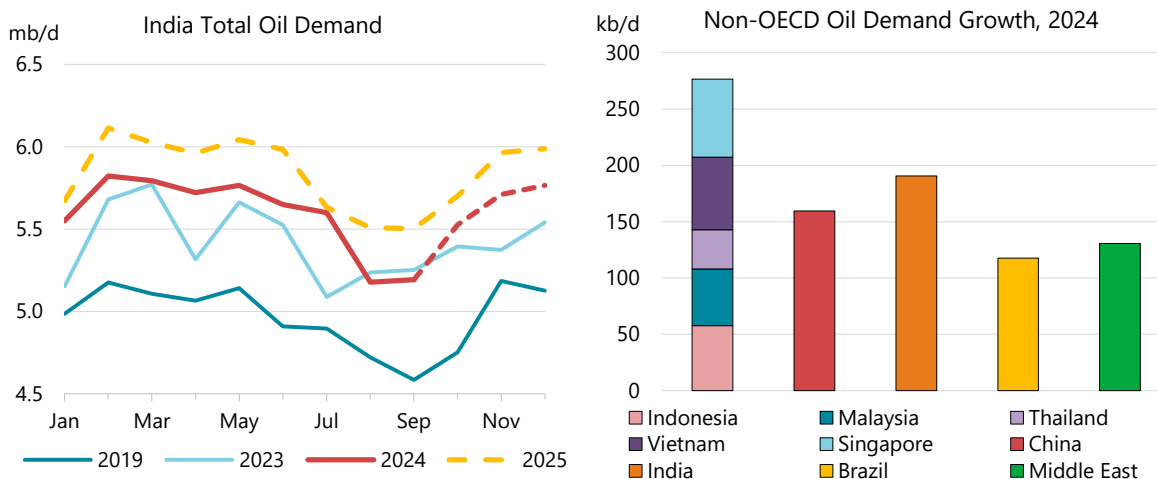 India Total Oil Demand
mb/d
6.5
6.0
5.5
5.0
4.5
Jan Mar May Jul Sep Nov
2019 2023 2024 2025
Non-OECD Oil Demand Growth, 2024
kb/d
300
250
200
150
100
50
0
Indonesia Malaysia Thailand
Vietnam Singapore China
India Brazil Middle East